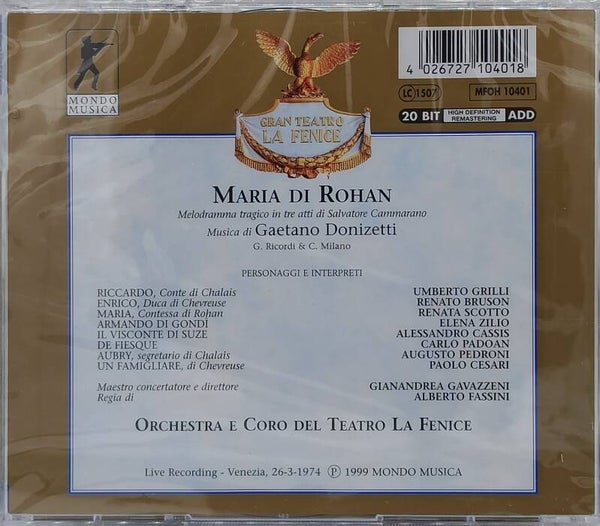 MONDO
MUSICA
4 026727 104018
LC 1507
MFOH 10401
20 BIT HIGH DEFINITION REMASTERING ADD
GRAN TEATRO
LA FENICE
MARIA DI ROHAN
Melodramma tragico in tre atti di Salvatore Cammarano
Musica di Gaetano Donizetti
G. Ricordi & C. Milano
PERSONAGGI E INTERPRETI
RICCARDO, Conte di Chalais UMBERTO GRILLI
ENRICO, Duca di Chevreuse RENATO BRUSON
MARIA, Contessa di Rohan RENATA SCOTTO
ARMANDO DI GONDÌ ELENA ZILIO
IL VISCONTE DI SUZE ALESSANDRO CASSIS
DE FIESQUE CARLO PADOAN
AUBRY, segretario di Chalais AUGUSTO PEDRONI
UN FAMIGLIARE, di Chevreuse PAOLO CESARI
Maestro concertatore e direttore GIANANDREA GAVAZZENI
Regia di ALBERTO FASSINI
ORCHESTRA E CORO DEL TEATRO LA FENICE
Live Recording - Venezia, 26-3-1974 Ⓟ 1999 MONDO MUSICA